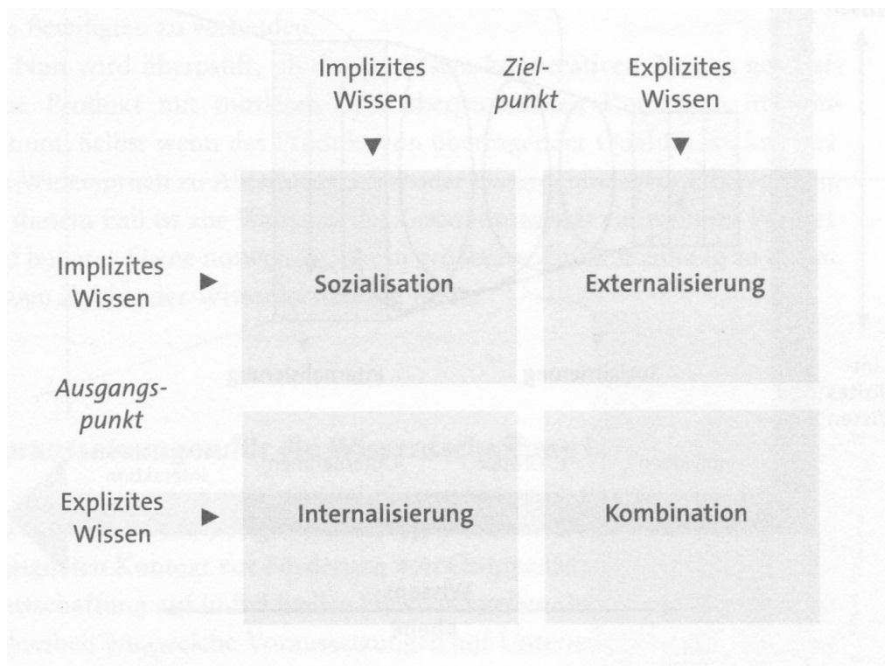 Implizites Ziel- Explizites
Wissen punkt Wissen
Implizites
Wissen
Sozialisation Externalisierung
Ausgangs-
punkt
Explizites
Wissen
Internalisierung Kombination